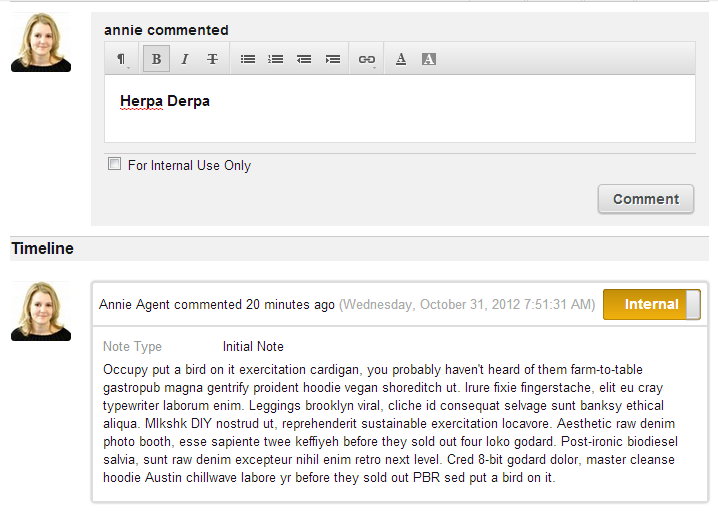 annie commented
¶ B I T A A
Herpa Derpa
For Internal Use Only
Comment
Timeline
Annie Agent commented 20 minutes ago (Wednesday, October 31, 2012 7:51:31 AM) Internal
Note Type Initial Note
Occupy put a bird on it exercitation cardigan, you probably haven't heard of them farm-to-table
gastropub magna gentrify proident hoodie vegan shoreditch ut. Irure fixie fingerstache, elit eu cray
typewriter laborum enim. Leggings brooklyn viral, cliche id consequat selvage sunt banksy ethical
aliqua. Mlkshk DIY nostrud ut, reprehenderit sustainable exercitation locavore. Aesthetic raw denim
photo booth, esse sapiente twee keffiyeh before they sold out four loko godard. Post-ironic biodiesel
salvia, sunt raw denim excepteur nihil enim retro next level. Cred 8-bit godard dolor, master cleanse
hoodie Austin chillwave labore yr before they sold out PBR sed put a bird on it.